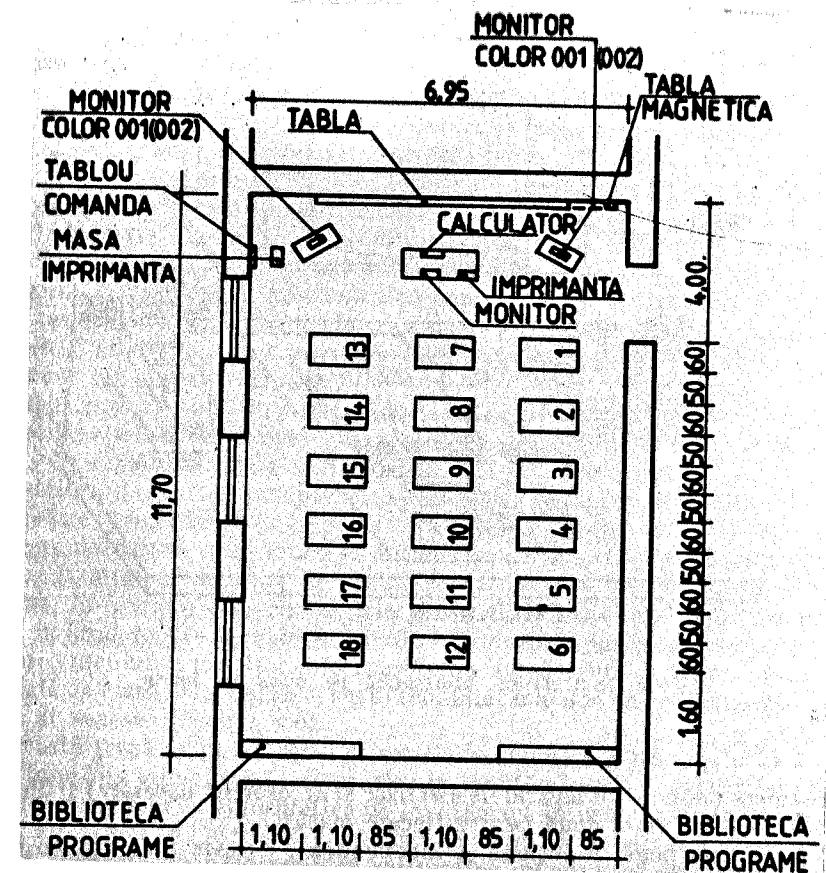 MONITOR
COLOR 001 (002)
6,95
TABLA
MAGNETICA
MONITOR
COLOR 001(002)
TABLA
TABLOU
COMANDA
MASA
IMPRIMANTA
CALCULATOR
IMPRIMANTA
MONITOR
4,00.
13 7 1
14 8 2
15 9 3
16 10 4
17 11 5
18 12 6
11,70
60
50
60
50
60
50
60
50
60
50
60
1,60
BIBLIOTECA
PROGRAME
1,10 1,10 85 1,10 85 1,10 85
BIBLIOTECA
PROGRAME